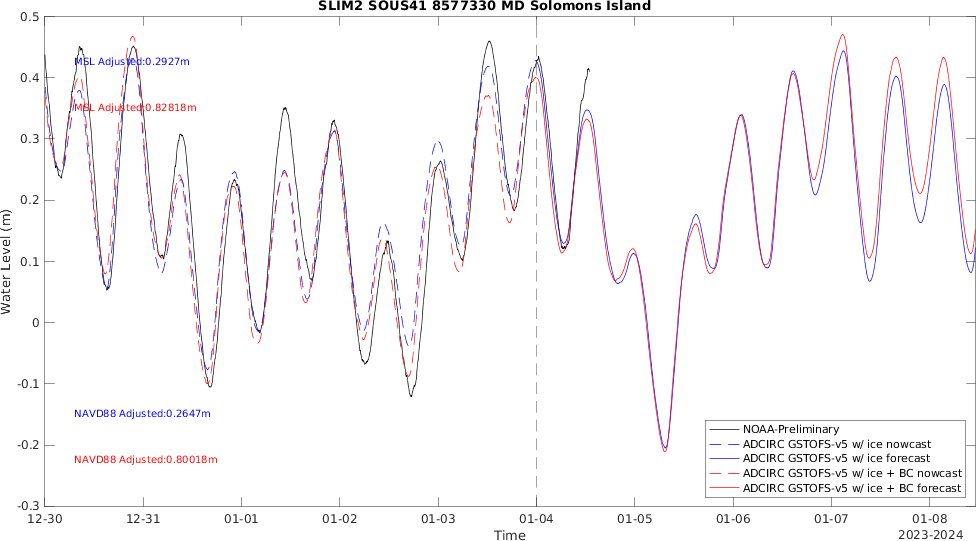 SLIM2 SOUS41 8577330 MD Solomons Island
0.5
0.4
0.3
0.2
0.1
0
-0.1
-0.2
-0.3
Water Level (m)
MSL Adjusted:0.2927m
MSL Adjusted:0.82818m
NAVD88 Adjusted:0.2647m
NAVD88 Adjusted:0.80018m
NOAA-Preliminary
ADCIRC GSTOFS-v5 w/ ice nowcast
ADCIRC GSTOFS-v5 w/ ice forecast
ADCIRC GSTOFS-v5 w/ ice + BC nowcast
ADCIRC GSTOFS-v5 w/ ice + BC forecast
12-30 12-31 01-01 01-02 01-03 01-04 01-05 01-06 01-07 01-08
Time
2023-2024